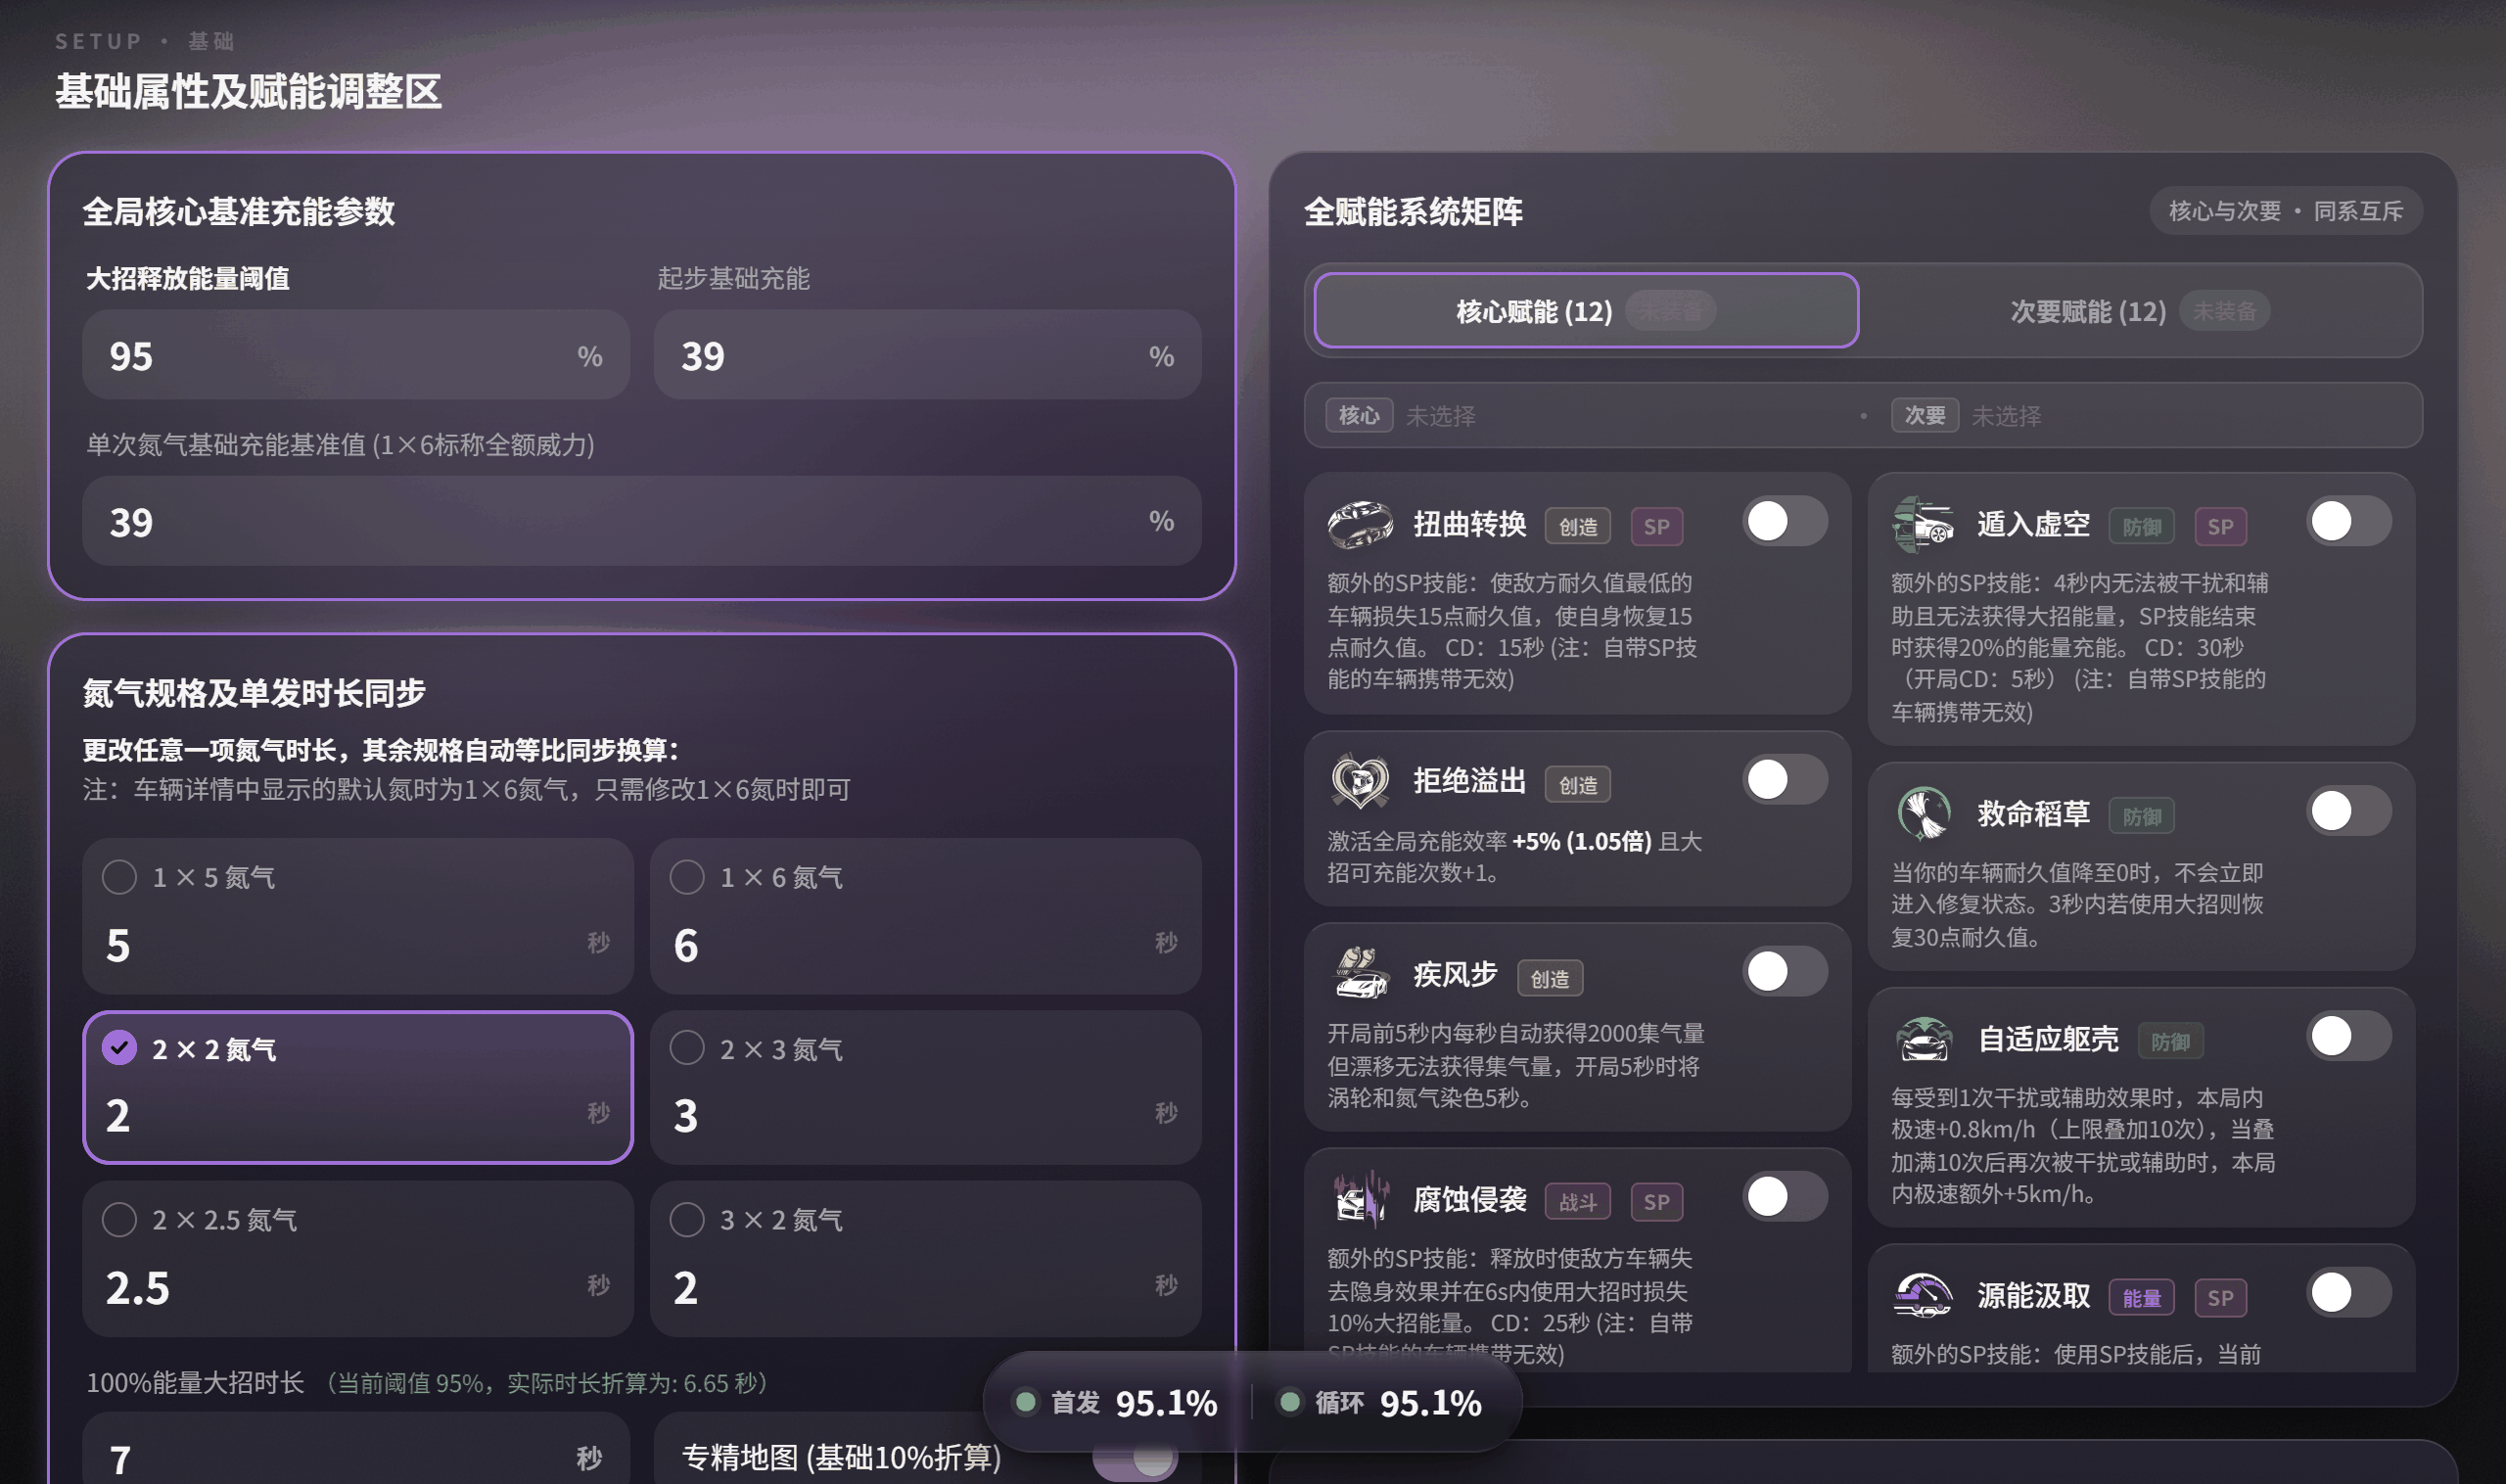 SETUP · 基础
基础属性及赋能调整区
全局核心基准充能参数
大招释放能量阈值
起步基础充能
95 %
39 %
单次氮气基础充能基准值 (1×6标称全额威力)
39 %
氮气规格及单发时长同步
更改任意一项氮气时长，其余规格自动等比同步换算：
注：车辆详情中显示的默认氮时为1×6氮气，只需修改1×6氮时即可
1 × 5 氮气
5 秒
1 × 6 氮气
6 秒
2 × 2 氮气
2 秒
2 × 3 氮气
3 秒
2 × 2.5 氮气
2.5 秒
3 × 2 氮气
2 秒
100%能量大招时长 （当前阈值 95%，实际时长折算为: 6.65 秒）
7 秒
专精地图 (基础10%折算)
全赋能系统矩阵
核心与次要 · 同系互斥
核心赋能 (12) 未装备
次要赋能 (12) 未装备
核心 未选择 · 次要 未选择
扭曲转换 创造 SP
额外的SP技能：使敌方耐久值最低的
车辆损失15点耐久值，使自身恢复15
点耐久值。 CD：15秒 (注：自带SP技
能的车辆携带无效)
拒绝溢出 创造
激活全局充能效率 +5% (1.05倍) 且大
招可充能次数+1。
疾风步 创造
开局前5秒内每秒自动获得2000集气量
但漂移无法获得集气量，开局5秒时将
涡轮和氮气染色5秒。
腐蚀侵袭 战斗 SP
额外的SP技能：释放时使敌方车辆失
去隐身效果并在6s内使用大招时损失
10%大招能量。 CD：25秒 (注：自带
SP技能的车辆携带无效)
遁入虚空 防御 SP
额外的SP技能：4秒内无法被干扰和辅
助且无法获得大招能量，SP技能结束
时获得20%的能量充能。 CD：30秒
（开局CD：5秒） (注：自带SP技能的
车辆携带无效)
救命稻草 防御
当你的车辆耐久值降至0时，不会立即
进入修复状态。3秒内若使用大招则恢
复30点耐久值。
自适应躯壳 防御
每受到1次干扰或辅助效果时，本局内
极速+0.8km/h（上限叠加10次），当叠
加满10次后再次被干扰或辅助时，本局
内极速额外+5km/h。
源能汲取 能量 SP
额外的SP技能：使用SP技能后，当前
首发 95.1%
循环 95.1%